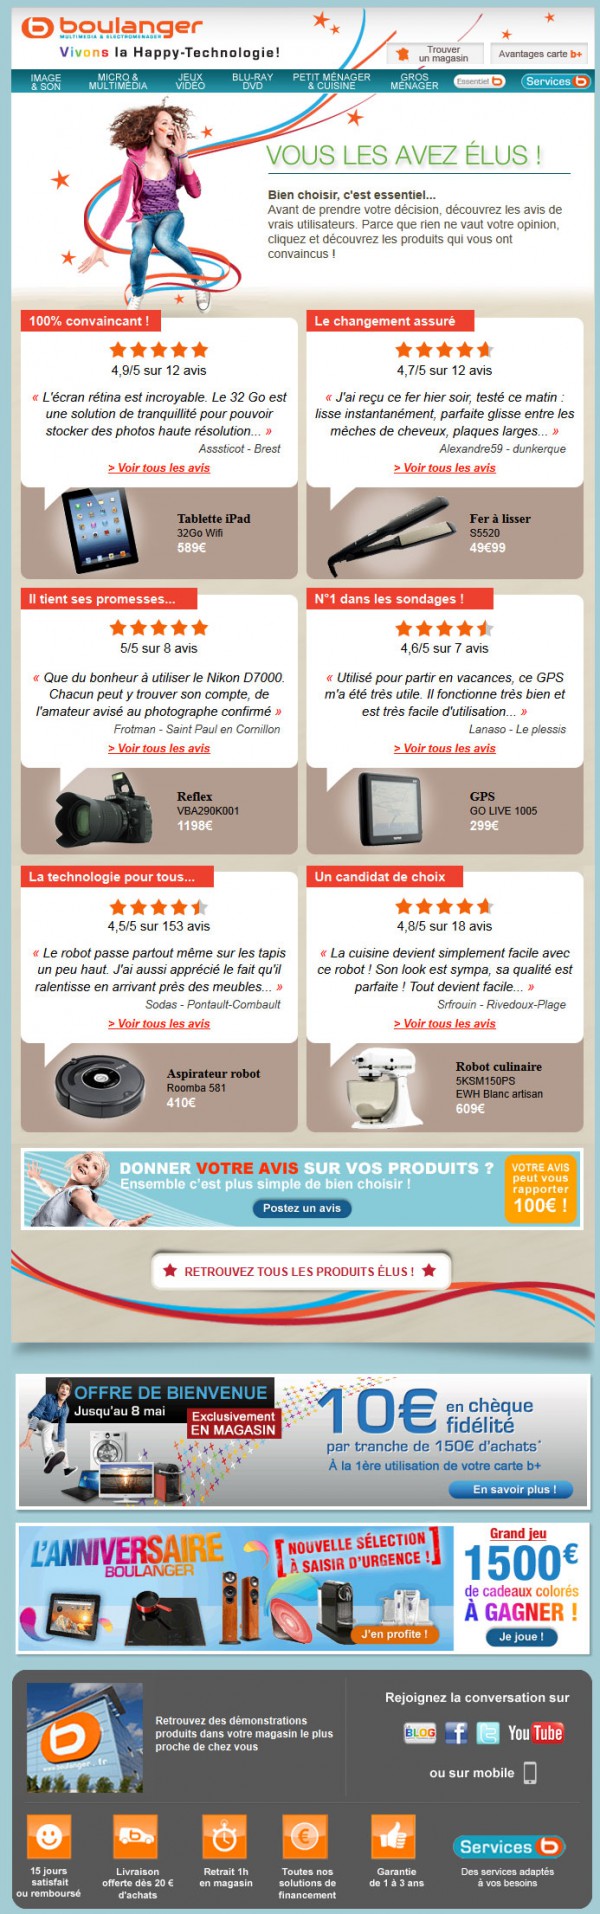 boulanger
MULTIMEDIA & ELECTROMENAGER
Vivons la Happy-Technologie!
Trouver
un magasin
Avantages carte b+
IMAGE
& SON
MICRO &
MULTIMÉDIA
JEUX
VIDÉO
BLU-RAY
DVD
PETIT MÉNAGER
& CUISINE
GROS
MÉNAGER
Essentiel b
Services b
VOUS LES AVEZ ÉLUS !
Bien choisir, c'est essentiel...
Avant de prendre votre décision, découvrez les avis de
vrais utilisateurs. Parce que rien ne vaut votre opinion,
cliquez et découvrez les produits qui vous ont
convaincus !
100% convaincant !
4,9/5 sur 12 avis
« L'écran rétina est incroyable. Le 32 Go est
une solution de tranquillité pour pouvoir
stocker des photos haute résolution... »
Asssticot - Brest
> Voir tous les avis
Tablette iPad
32Go Wifi
589€
Le changement assuré
4,7/5 sur 12 avis
« J'ai reçu ce fer hier soir, testé ce matin :
lisse instantanément, parfaite glisse entre les
mèches de cheveux, plaques larges... »
Alexandre59 - dunkerque
> Voir tous les avis
Fer à lisser
S5520
49€99
Il tient ses promesses...
5/5 sur 8 avis
« Que du bonheur à utiliser le Nikon D7000.
Chacun peut y trouver son compte, de
l'amateur avisé au photographe confirmé »
Frotman - Saint Paul en Cornillon
> Voir tous les avis
Reflex
VBA290K001
1198€
N°1 dans les sondages !
4,6/5 sur 7 avis
« Utilisé pour partir en vacances, ce GPS
m'a été très utile. Il fonctionne très bien et
est très facile d'utilisation... »
Lanaso - Le plessis
> Voir tous les avis
GPS
GO LIVE 1005
299€
La technologie pour tous...
4,5/5 sur 153 avis
« Le robot passe partout même sur les tapis
un peu haut. J'ai aussi apprécié le fait qu'il
ralentisse en arrivant près des meubles... »
Sodas - Pontault-Combault
> Voir tous les avis
Aspirateur robot
Roomba 581
410€
Un candidat de choix
4,8/5 sur 18 avis
« La cuisine devient simplement facile avec
ce robot ! Son look est sympa, sa qualité est
parfaite ! Tout devient facile... »
Srfrouin - Rivedoux-Plage
> Voir tous les avis
Robot culinaire
5KSM150PS
EWH Blanc artisan
609€
DONNER VOTRE AVIS SUR VOS PRODUITS ?
Ensemble c'est plus simple de bien choisir !
Postez un avis
VOTRE AVIS
peut vous
rapporter
100€ !
RETROUVEZ TOUS LES PRODUITS ÉLUS !
OFFRE DE BIENVENUE
Jusqu'au 8 mai
Exclusivement
EN MAGASIN
10€ en chèque
fidélité
par tranche de 150€ d'achats*
À la 1ère utilisation de votre carte b+
En savoir plus !
L'ANNIVERSAIRE
BOULANGER
NOUVELLE SÉLECTION
À SAISIR D'URGENCE !
J'en profite !
Grand jeu
1500€
de cadeaux colorés
À GAGNER !
Je joue !
www.boulanger.fr
Retrouvez des démonstrations
produits dans votre magasin le plus
proche de chez vous
Rejoignez la conversation sur
BLOG
f
t
YouTube
ou sur mobile
15 jours
satisfait
ou remboursé
Livraison
offerte dès 20 €
d'achats
Retrait 1h
en magasin
€
Toutes nos
solutions de
financement
Garantie
de 1 à 3 ans
Services b
Des services adaptés
à vos besoins